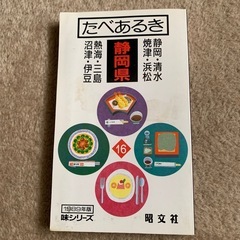 たべあるき
静岡県
静岡・清水
焼津・浜松
熱海・三島
沼津・伊豆
16
1989年版
味シリーズ
昭文社